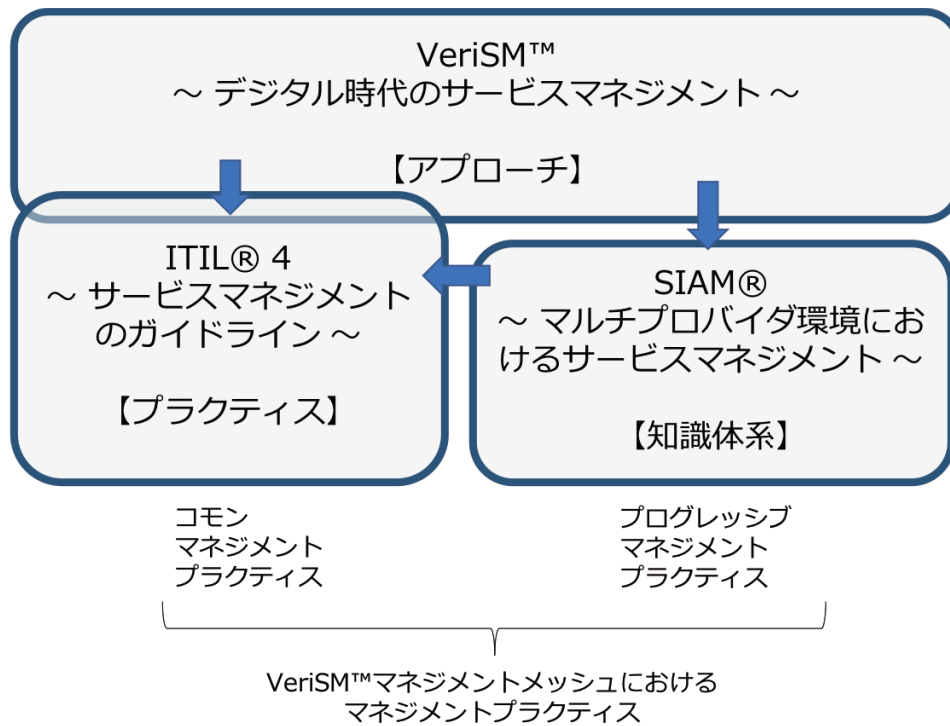 VeriSM™
～ デジタル時代のサービスマネジメント ～
【アプローチ】
ITIL® 4
～ サービスマネジメント
のガイドライン ～
【プラクティス】
SIAM®
～ マルチプロバイダ環境にお
けるサービスマネジメント ～
【知識体系】
コモン
マネジメント
プラクティス
プログレッシブ
マネジメント
プラクティス
VeriSM™マネジメントメッシュにおける
マネジメントプラクティス